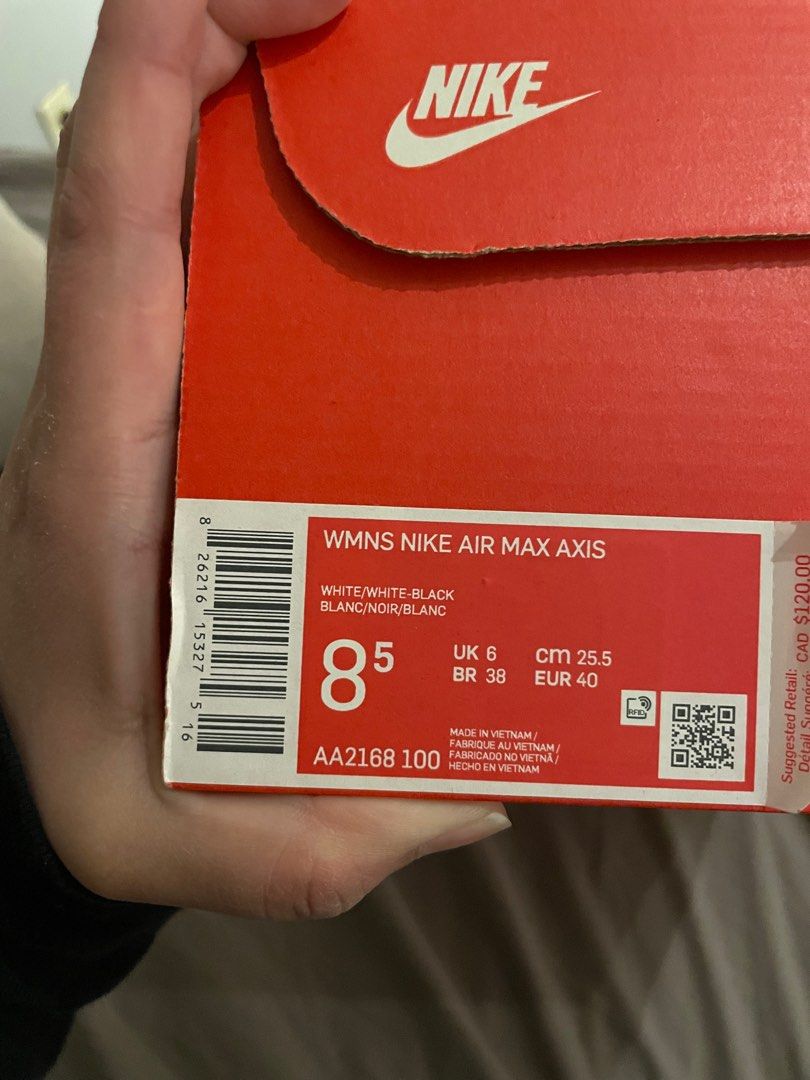 NIKE
WMNS NIKE AIR MAX AXIS
WHITE/WHITE-BLACK
BLANC/NOIR/BLANC
8⁵
UK 6
cm 25.5
BR 38
EUR 40
RFID
AA2168 100
MADE IN VIETNAM /
FABRIQUE AU VIETNAM /
FABRICADO NO VIETNÃ /
HECHO EN VIETNAM
8 26216 15327 5 16
Suggested Retail: CAD $120.00
Détail Suggéré: